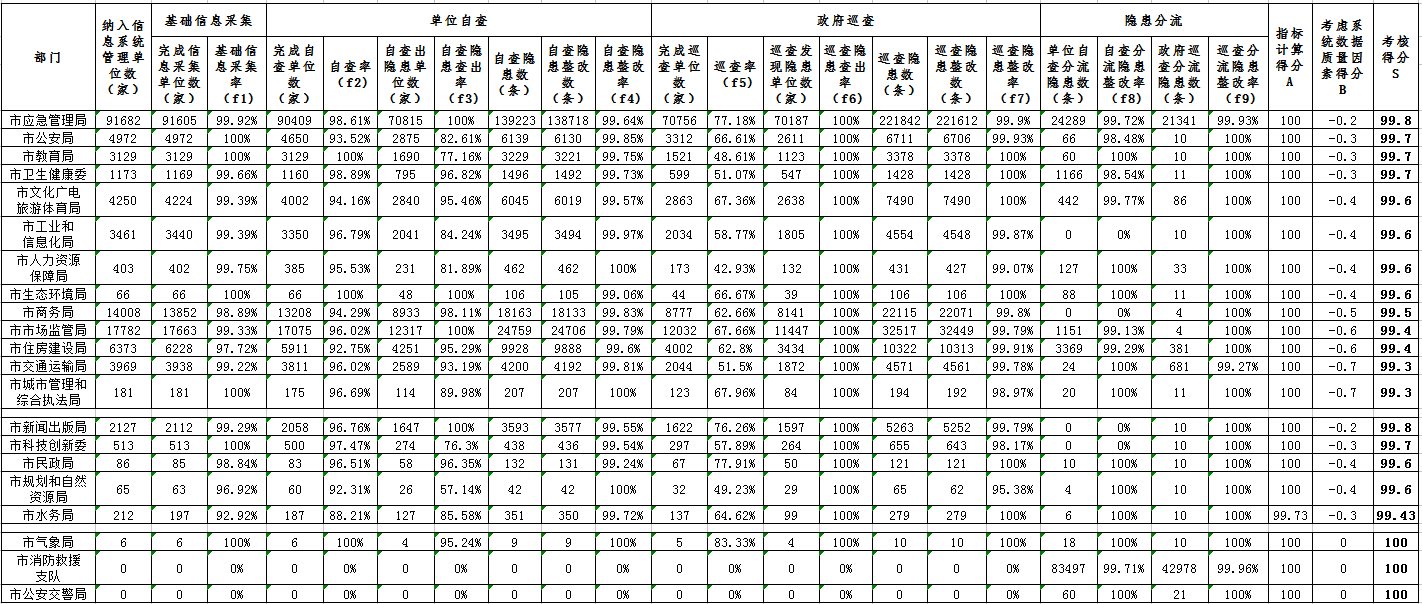 部门 纳入信息系统管理单位数（家） 基础信息采集 单位自查 政府巡查 隐患分流 指标计算得分A 考虑系统数据质量因素得分B 考核得分S
完成信息采集单位数（家） 基础信息采集率（f1） 完成自查单位数（家） 自查率（f2） 自查出隐患单位数（家） 自查隐患查出率（f3） 自查隐患数（条） 自查隐患整改数（条） 自查隐患整改率（f4） 完成巡查单位数（家） 巡查率（f5） 巡查发现隐患单位数（家） 巡查隐患查出率（f6） 巡查隐患数（条） 巡查隐患整改数（条） 巡查隐患整改率（f7） 单位自查分流隐患数（条） 自查分流隐患整改率（f8） 政府巡查分流隐患数（条） 巡查分流隐患整改率（f9）
市应急管理局 91682 91605 99.92% 90409 98.61% 70815 100% 139223 138718 99.64% 70756 77.18% 70187 100% 221842 221612 99.9% 24289 99.72% 21341 99.93% 100 -0.2 99.8
市公安局 4972 4972 100% 4650 93.52% 2875 82.61% 6139 6130 99.85% 3312 66.61% 2611 100% 6711 6706 99.93% 66 98.48% 10 100% 100 -0.3 99.7
市教育局 3129 3129 100% 3129 100% 1690 77.16% 3229 3221 99.75% 1521 48.61% 1123 100% 3378 3378 100% 60 100% 10 100% 100 -0.3 99.7
市卫生健康委 1173 1169 99.66% 1160 98.89% 795 96.82% 1496 1492 99.73% 599 51.07% 547 100% 1428 1428 100% 1166 98.54% 11 100% 100 -0.3 99.7
市文化广电旅游体育局 4250 4224 99.39% 4002 94.16% 2840 95.46% 6045 6019 99.57% 2863 67.36% 2638 100% 7490 7490 100% 442 99.77% 86 100% 100 -0.4 99.6
市工业和信息化局 3461 3440 99.39% 3350 96.79% 2041 84.24% 3495 3494 99.97% 2034 58.77% 1805 100% 4554 4548 99.87% 0 0% 10 100% 100 -0.4 99.6
市人力资源保障局 403 402 99.75% 385 95.53% 231 81.89% 462 462 100% 173 42.93% 132 100% 431 427 99.07% 127 100% 33 100% 100 -0.4 99.6
市生态环境局 66 66 100% 66 100% 48 100% 106 105 99.06% 44 66.67% 39 100% 106 106 100% 88 100% 11 100% 100 -0.4 99.6
市商务局 14008 13852 98.89% 13208 94.29% 8933 98.11% 18163 18133 99.83% 8777 62.66% 8141 100% 22115 22071 99.8% 0 0% 4 100% 100 -0.5 99.5
市市场监管局 17782 17663 99.33% 17075 96.02% 12317 100% 24759 24706 99.79% 12032 67.66% 11447 100% 32517 32449 99.79% 1151 99.13% 4 100% 100 -0.6 99.4
市住房建设局 6373 6228 97.72% 5911 92.75% 4251 95.29% 9928 9888 99.6% 4002 62.8% 3434 100% 10322 10313 99.91% 3369 99.29% 381 100% 100 -0.6 99.4
市交通运输局 3969 3938 99.22% 3811 96.02% 2589 93.19% 4200 4192 99.81% 2044 51.5% 1872 100% 4571 4561 99.78% 24 100% 681 99.27% 100 -0.7 99.3
市城市管理和综合执法局 181 181 100% 175 96.69% 114 89.98% 207 207 100% 123 67.96% 84 100% 194 192 98.97% 20 100% 11 100% 100 -0.7 99.3
市新闻出版局 2127 2112 99.29% 2058 96.76% 1647 100% 3593 3577 99.55% 1622 76.26% 1597 100% 5263 5252 99.79% 0 0% 10 100% 100 -0.2 99.8
市科技创新委 513 513 100% 500 97.47% 274 76.3% 438 436 99.54% 297 57.89% 264 100% 655 643 98.17% 0 0% 10 100% 100 -0.3 99.7
市民政局 86 85 98.84% 83 96.51% 58 96.35% 132 131 99.24% 67 77.91% 50 100% 121 121 100% 10 100% 10 100% 100 -0.4 99.6
市规划和自然资源局 65 63 96.92% 60 92.31% 26 57.14% 42 42 100% 32 49.23% 29 100% 65 62 95.38% 4 100% 10 100% 100 -0.4 99.6
市水务局 212 197 92.92% 187 88.21% 127 85.58% 351 350 99.72% 137 64.62% 99 100% 279 279 100% 6 100% 10 100% 99.73 -0.3 99.43
市气象局 6 6 100% 6 100% 4 95.24% 9 9 100% 5 83.33% 4 100% 10 10 100% 18 100% 10 100% 100 0 100
市消防救援支队 0 0 0% 0 0% 0 0% 0 0 0% 0 0% 0 100% 0 0 0% 83497 99.71% 42978 99.96% 100 0 100
市公安交警局 0 0 0% 0 0% 0 0% 0 0 0% 0 0% 0 100% 0 0 0% 60 100% 21 100% 100 0 100